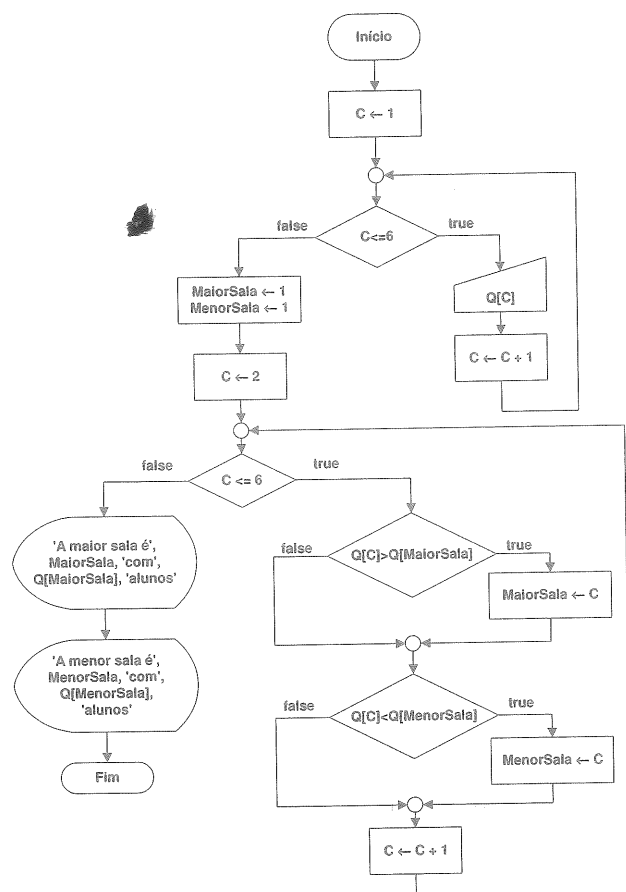 Início
C ← 1
C<=6
false
true
MaiorSala ← 1
MenorSala ← 1
Q[C]
C ← C + 1
C ← 2
C <= 6
false
true
'A maior sala é',
MaiorSala, 'com',
Q[MaiorSala], 'alunos'
'A menor sala é',
MenorSala, 'com',
Q[MenorSala],
'alunos'
Fim
Q[C]>Q[MaiorSala]
false
true
MaiorSala ← C
Q[C]<Q[MenorSala]
false
true
MenorSala ← C
C ← C + 1